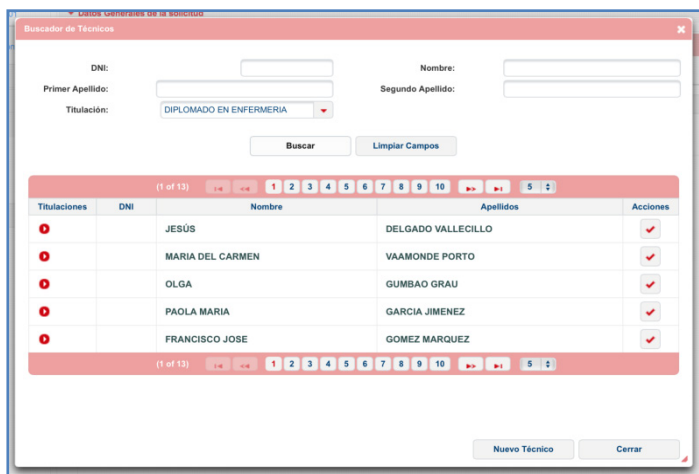 Datos Generales de la solicitud
Buscador de Técnicos
DNI: Nombre:
Primer Apellido: Segundo Apellido:
Titulación: DIPLOMADO EN ENFERMERIA
Buscar Limpiar Campos
(1 of 13) 1 2 3 4 5 6 7 8 9 10 5
Titulaciones DNI Nombre Apellidos Acciones
JESÚS DELGADO VALLECILLO
MARIA DEL CARMEN VAAMONDE PORTO
OLGA GUMBAO GRAU
PAOLA MARIA GARCIA JIMENEZ
FRANCISCO JOSE GOMEZ MARQUEZ
(1 of 13) 1 2 3 4 5 6 7 8 9 10 5
Nuevo Técnico Cerrar